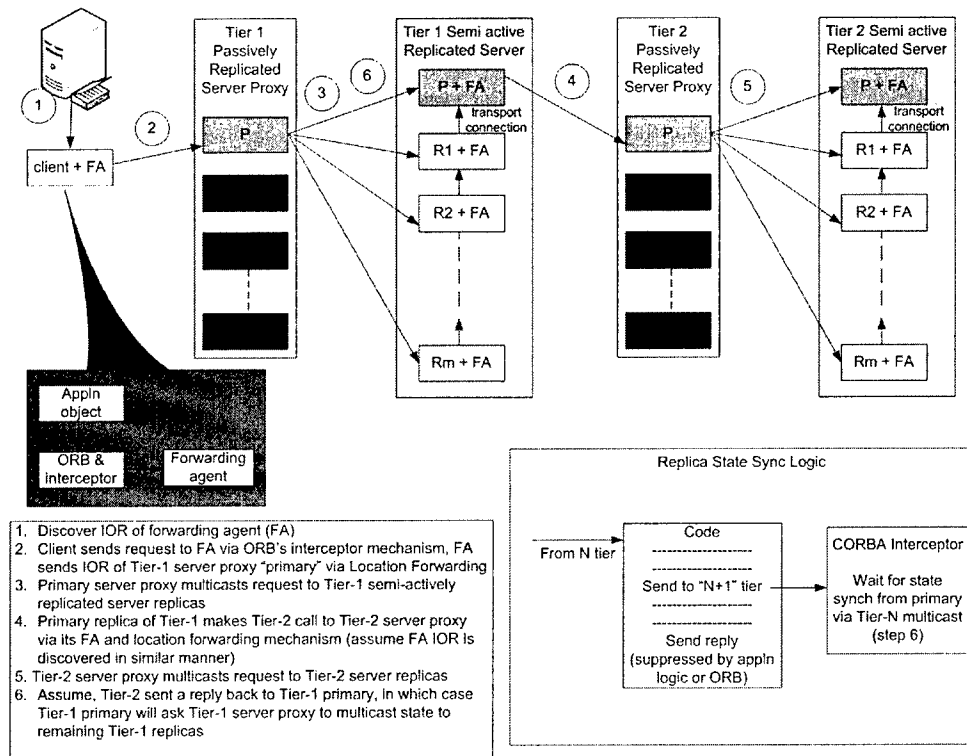 Tier 1
Passively
Replicated
Server Proxy
Tier 1 Semi active
Replicated Server
Tier 2
Passively
Replicated
Server Proxy
Tier 2 Semi active
Replicated Server
1
2
3
6
4
5
client + FA
P
P + FA
transport
connection
R1 + FA
R2 + FA
Rm + FA
P
P + FA
transport
connection
R1 + FA
R2 + FA
Rm + FA
Appln
object
ORB &
interceptor
Forwarding
agent
1. Discover IOR of forwarding agent (FA)
2. Client sends request to FA via ORB's interceptor mechanism, FA
sends IOR of Tier-1 server proxy "primary" via Location Forwarding
3. Primary server proxy multicasts request to Tier-1 semi-actively
replicated server replicas
4. Primary replica of Tier-1 makes Tier-2 call to Tier-2 server proxy
via its FA and location forwarding mechanism (assume FA IOR is
discovered in similar manner)
5. Tier-2 server proxy multicasts request to Tier-2 server replicas
6. Assume, Tier-2 sent a reply back to Tier-1 primary, in which case
Tier-1 primary will ask Tier-1 server proxy to multicast state to
remaining Tier-1 replicas
Replica State Sync Logic
From N tier
Code
Send to "N+1" tier
Send reply
(suppressed by appln
logic or ORB)
CORBA Interceptor
Wait for state
synch from primary
via Tier-N multicast
(step 6)